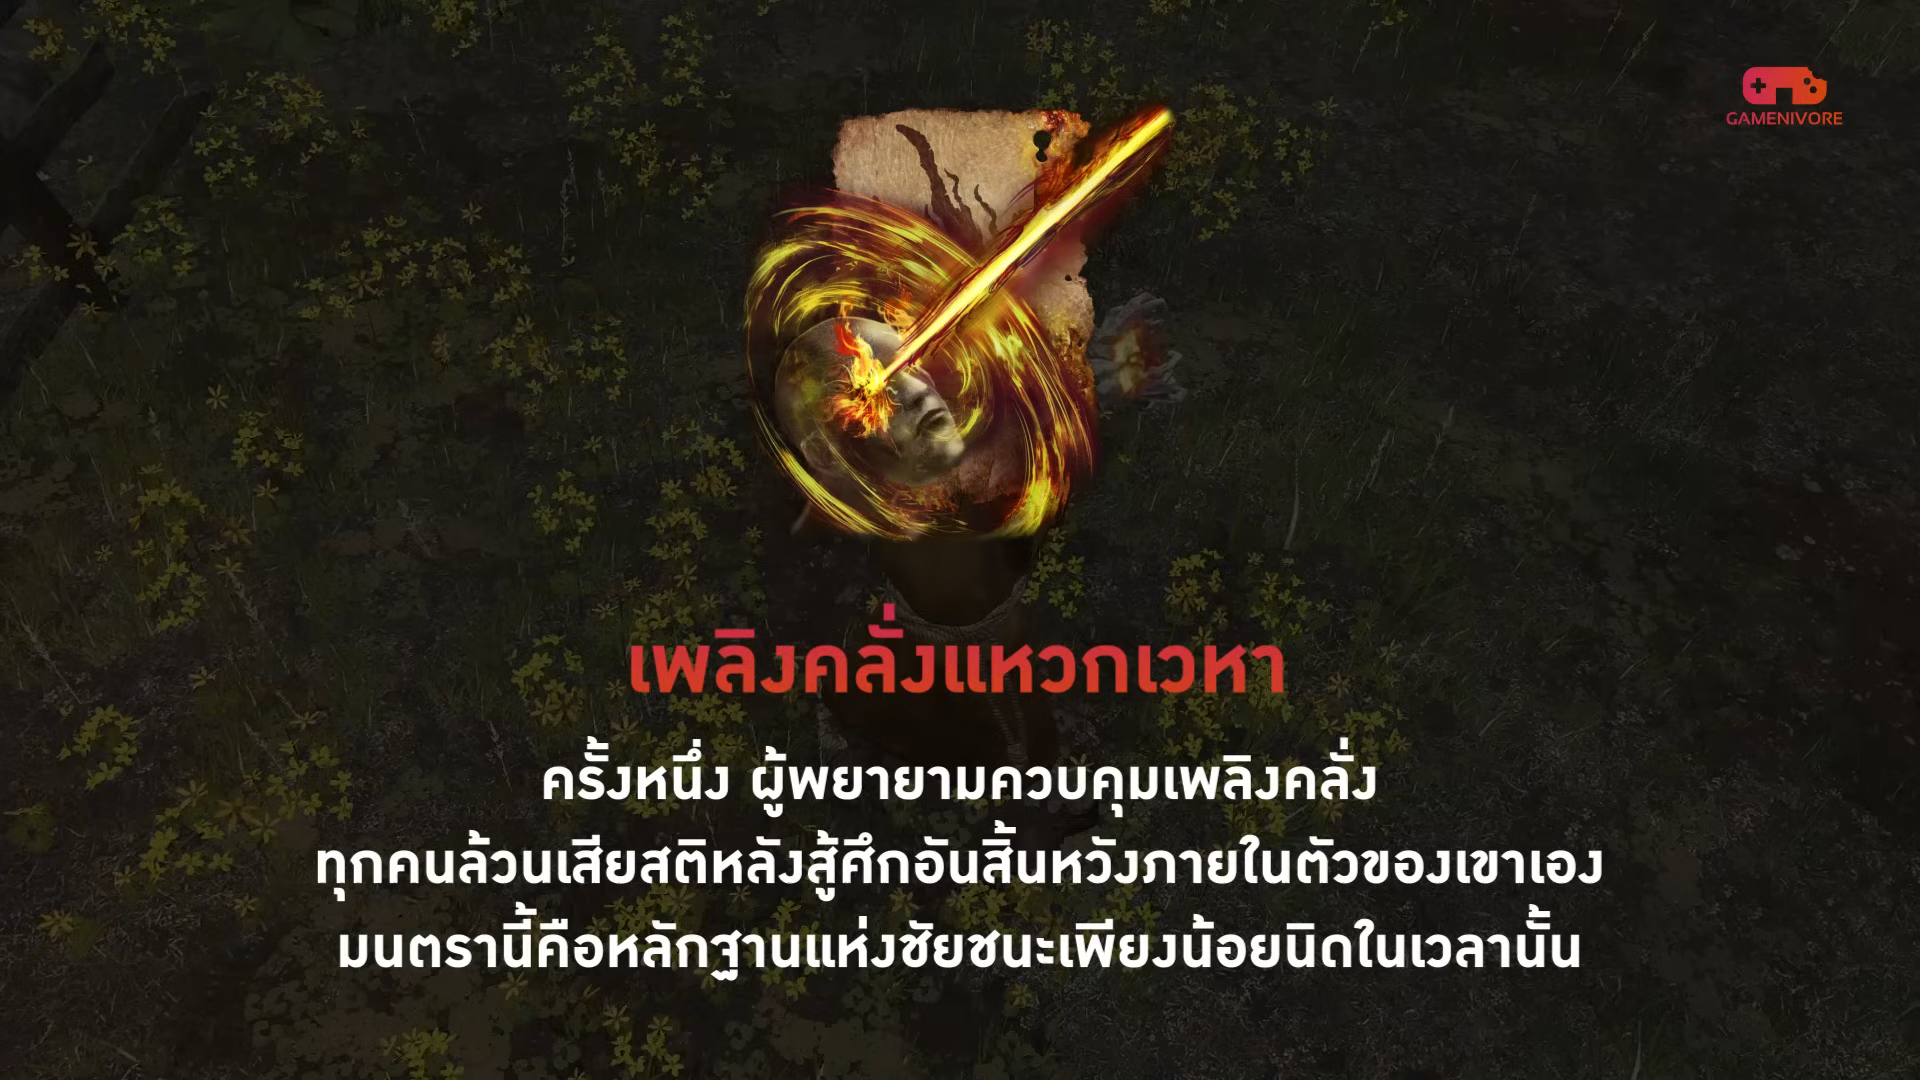 GAMENIVORE
เพลิงคลั่งแหวกเวหา
ครั้งหนึ่ง ผู้พยายามควบคุมเพลิงคลั่ง
ทุกคนล้วนเสียสติหลังสู้ศึกอันสิ้นหวังภายในตัวของเขาเอง
มนตรานี้คือหลักฐานแห่งชัยชนะเพียงน้อยนิดในเวลานั้น